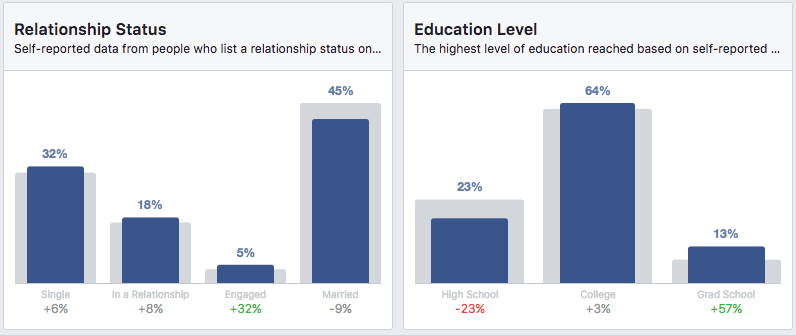 Relationship Status
Self-reported data from people who list a relationship status on...
45%
32%
18%
5%
Single
In a Relationship
Engaged
Married
+6%
+8%
+32%
-9%
Education Level
The highest level of education reached based on self-reported ...
64%
23%
13%
High School
College
Grad School
-23%
+3%
+57%